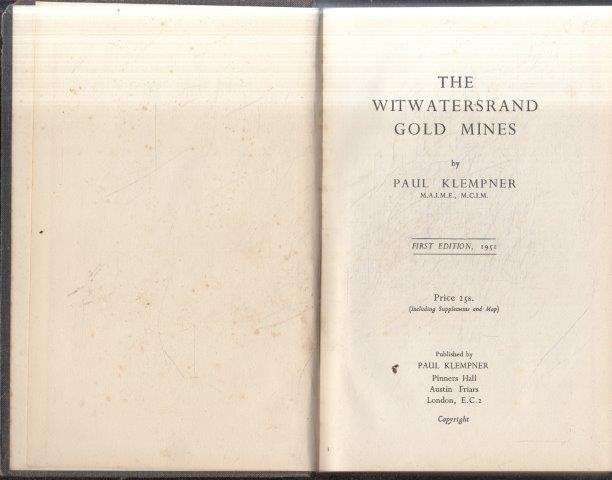 THE
WITWATERSRAND
GOLD MINES
by
PAUL KLEMPNER
M.A.I.M.E., M.C.I.M.
FIRST EDITION, 1951
Price 25s.
(including Supplements and Map)
Published by
PAUL KLEMPNER
Pinners Hall
Austin Friars
London, E.C.2
Copyright